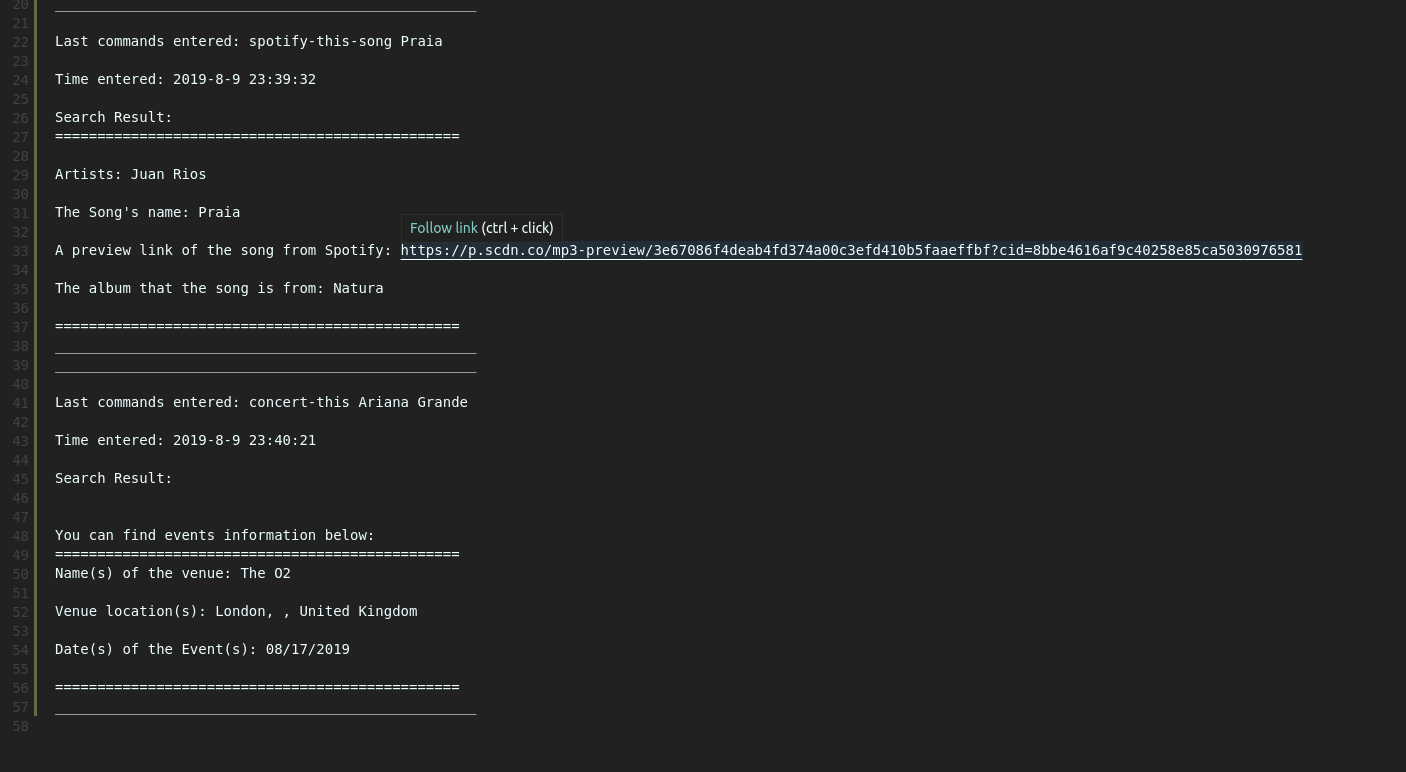 20 __________________________________________________
21
22 Last commands entered: spotify-this-song Praia
23
24 Time entered: 2019-8-9 23:39:32
25
26 Search Result:
27 ================================================
28
29 Artists: Juan Rios
30
31 The Song's name: Praia
32
Follow link (ctrl + click)
33 A preview link of the song from Spotify: https://p.scdn.co/mp3-preview/3e67086f4deab4fd374a00c3efd410b5faaeffbf?cid=8bbe4616af9c40258e85ca5030976581
34
35 The album that the song is from: Natura
36
37 ================================================
38 __________________________________________________
39 __________________________________________________
40
41 Last commands entered: concert-this Ariana Grande
42
43 Time entered: 2019-8-9 23:40:21
44
45 Search Result:
46
47
48 You can find events information below:
49 ================================================
50 Name(s) of the venue: The O2
51
52 Venue location(s): London, , United Kingdom
53
54 Date(s) of the Event(s): 08/17/2019
55
56 ================================================
57 __________________________________________________
58